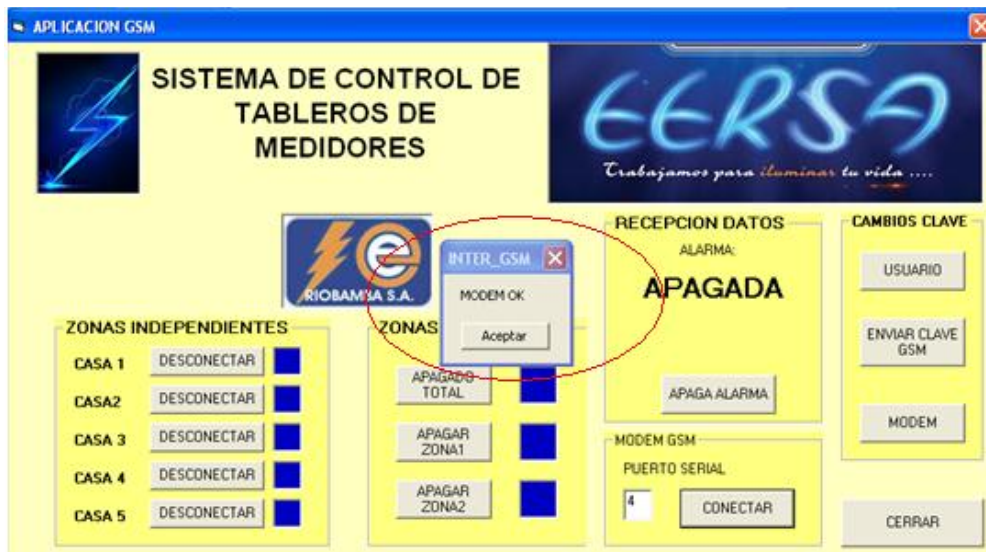 APLICACION GSM
SISTEMA DE CONTROL DE
TABLEROS DE
MEDIDORES
EERSA
Trabajamos para iluminar tu vida ....
e
RIOBAMBA S.A.
INTER_GSM
MODEM OK
Aceptar
ZONAS INDEPENDIENTES
CASA 1 DESCONECTAR
CASA2 DESCONECTAR
CASA 3 DESCONECTAR
CASA 4 DESCONECTAR
CASA 5 DESCONECTAR
ZONAS
APAGADO
TOTAL
APAGAR
ZONA1
APAGAR
ZONA2
RECEPCION DATOS
ALARMA:
APAGADA
APAGA ALARMA
MODEM GSM
PUERTO SERIAL
4 CONECTAR
CAMBIOS CLAVE
USUARIO
ENVIAR CLAVE
GSM
MODEM
CERRAR